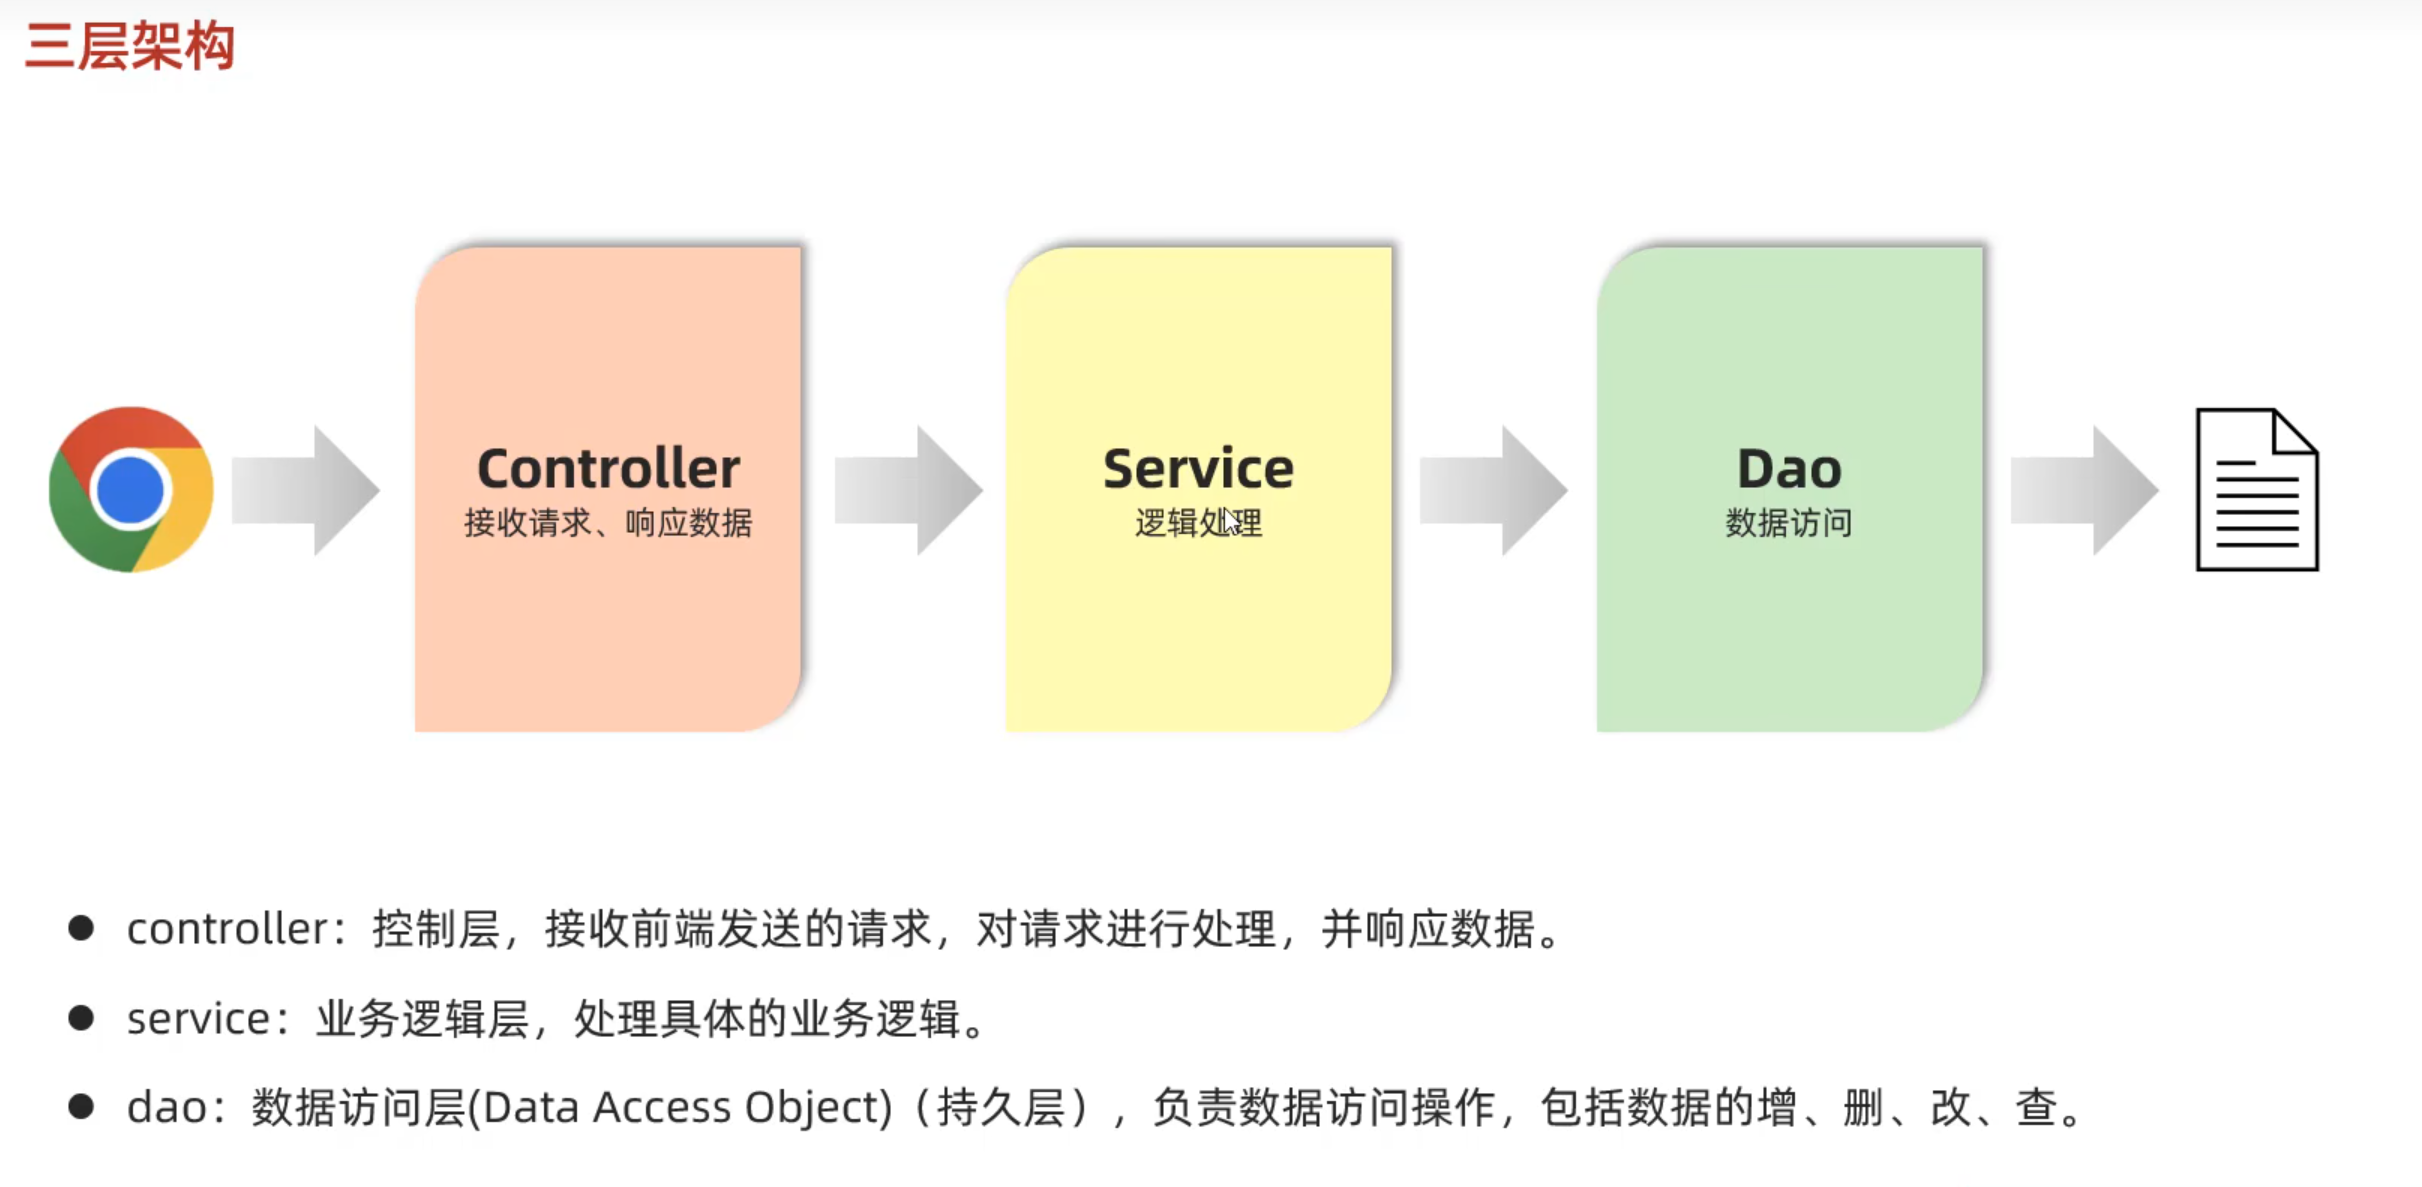 三层架构
Controller
接收请求、响应数据
Service
逻辑处理
Dao
数据访问
● controller：控制层，接收前端发送的请求，对请求进行处理，并响应数据。
● service：业务逻辑层，处理具体的业务逻辑。
● dao：数据访问层(Data Access Object)（持久层），负责数据访问操作，包括数据的增、删、改、查。